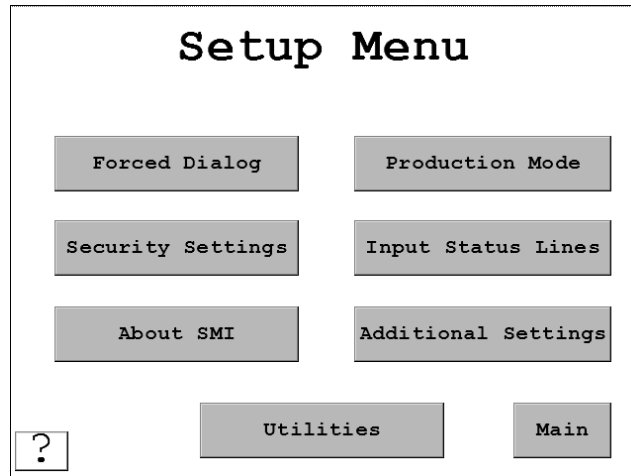 Setup Menu
Forced Dialog
Production Mode
Security Settings
Input Status Lines
About SMI
Additional Settings
Utilities
Main
?